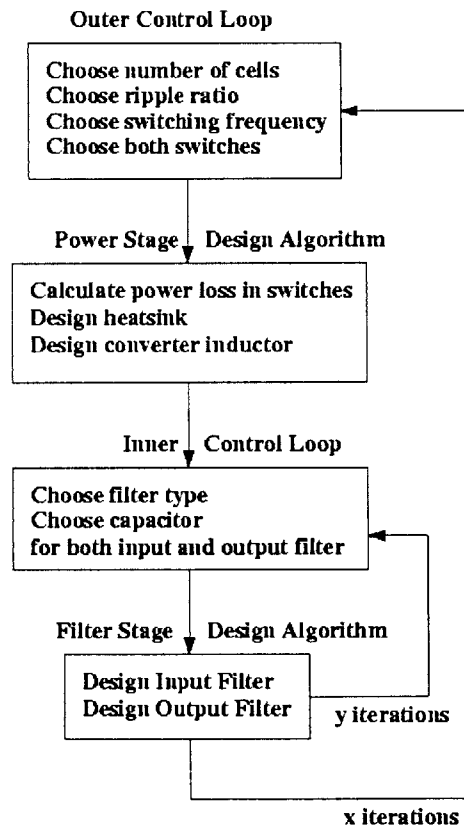 Outer Control Loop
Choose number of cells
Choose ripple ratio
Choose switching frequency
Choose both switches
Power Stage Design Algorithm
Calculate power loss in switches
Design heatsink
Design converter inductor
Inner Control Loop
Choose filter type
Choose capacitor
for both input and output filter
Filter Stage Design Algorithm
Design Input Filter
Design Output Filter
y iterations
x iterations